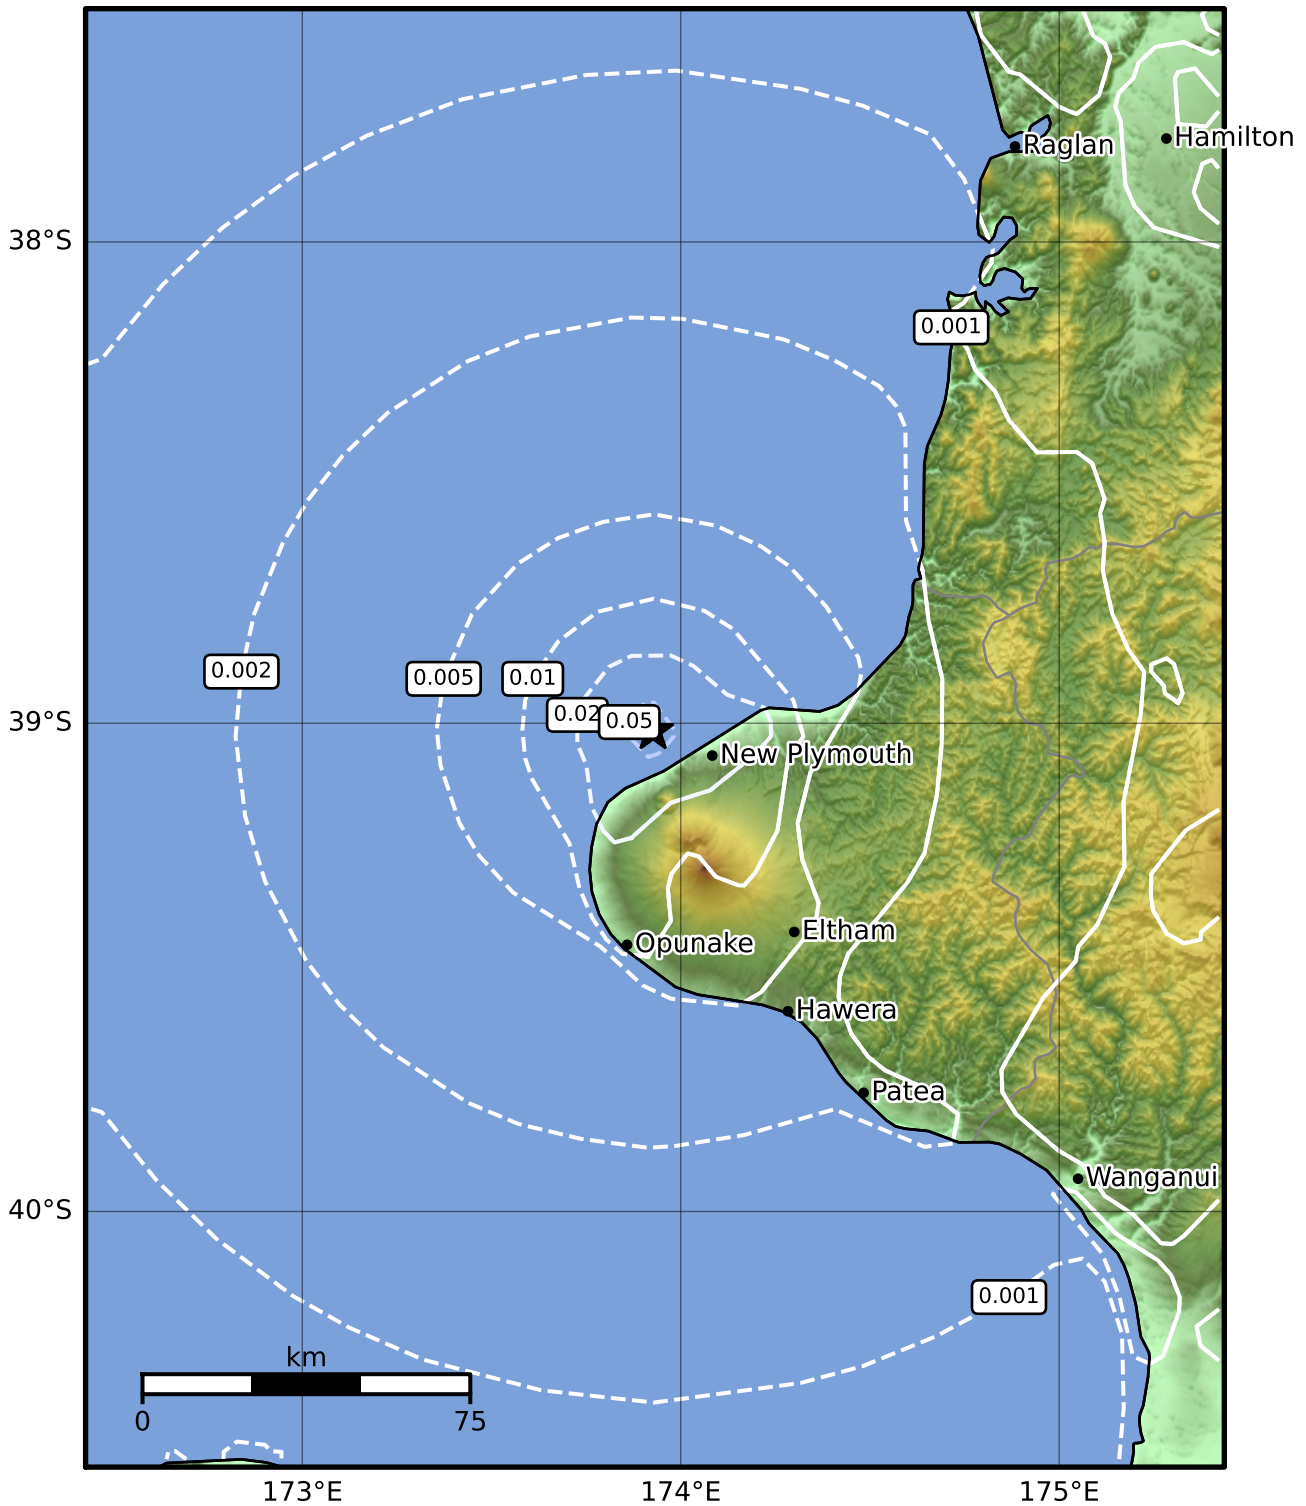 Hamilton
Raglan
38°S
0.001
0.002
0.005
0.01
0.02
0.05
39°S
New Plymouth
Eltham
Opunake
Hawera
Patea
Wanganui
40°S
0.001
km
0
75
173°E
174°E
175°E